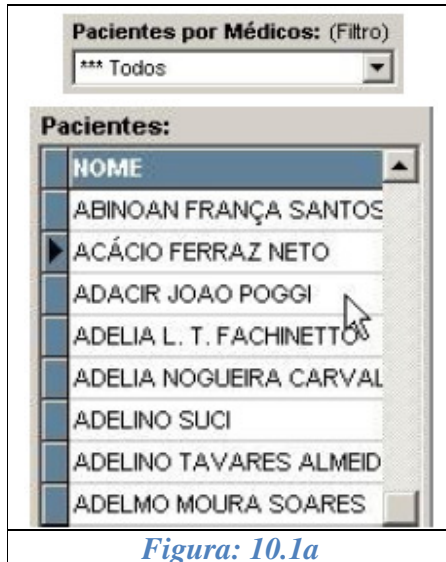 Pacientes por Médicos: (Filtro)
*** Todos
Pacientes:
NOME
ABINOAN FRANÇA SANTOS
ACÁCIO FERRAZ NETO
ADACIR JOAO POGGI
ADELIA L. T. FACHINETTO
ADELIA NOGUEIRA CARVAL
ADELINO SUCI
ADELINO TAVARES ALMEID
ADELMO MOURA SOARES
Figura: 10.1a